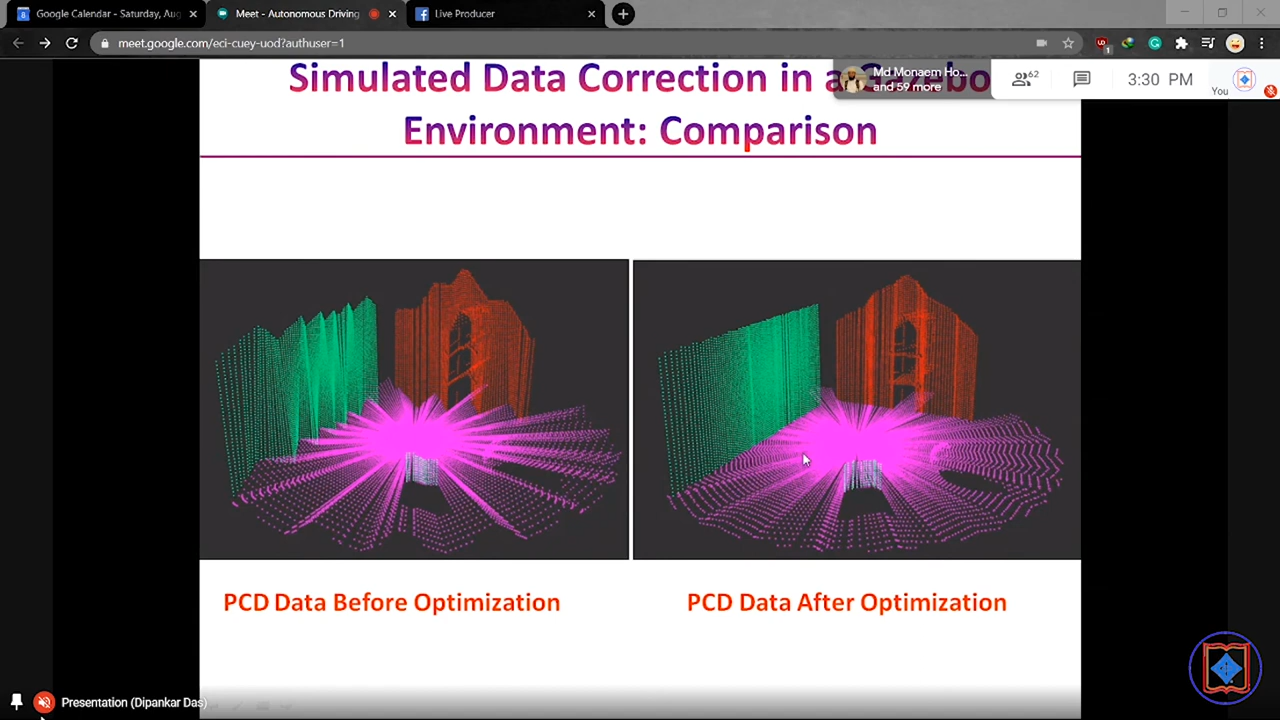 Google Calendar - Saturday, Aug
Meet - Autonomous Driving
Live Producer
meet.google.com/eci-cuey-uod?authuser=1
Simulated Data Correction in a Gazebo
Environment: Comparison
Md Monaem Ho...
and 59 more
62
3:30 PM
You
PCD Data Before Optimization
PCD Data After Optimization
Presentation (Dipankar Das)